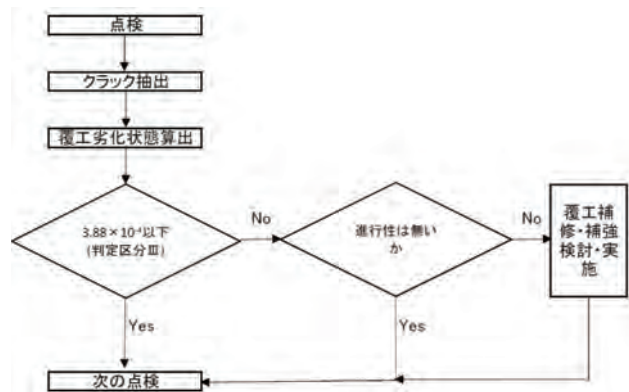 点検
クラック抽出
覆工劣化状態算出
3.88×10⁻⁴以下
(判定区分Ⅲ)
No
進行性は無い
か
No
覆工補
修・補強
検討・実
施
Yes
Yes
次の点検